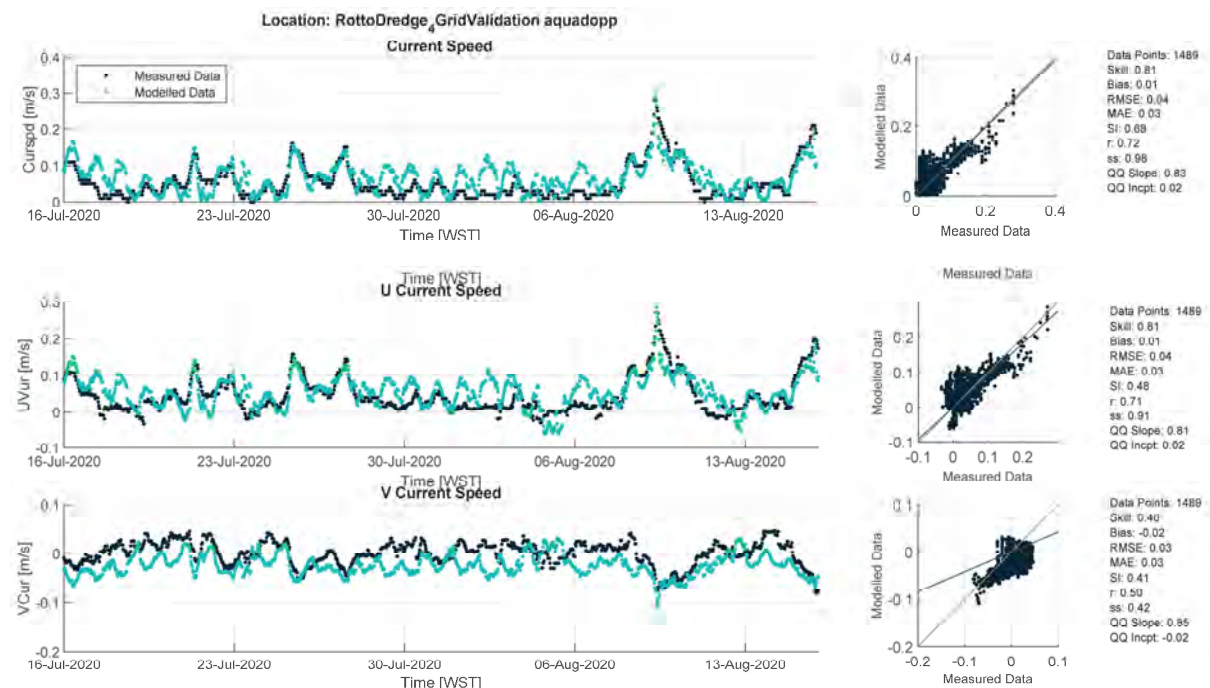 Location: RottoDredge4GridValidation aquadopp
Current Speed
Curspd [m/s]
0.4
0.3
0.2
0.1
0
Measured Data
Modelled Data
16-Jul-2020 23-Jul-2020 30-Jul-2020 06-Aug-2020 13-Aug-2020
Time [WST]
Modelled Data
0.4
0.2
0
0 0.2 0.4
Measured Data
Data Points: 1489
Skill: 0.81
Bias: 0.01
RMSE: 0.04
MAE: 0.03
SI: 0.69
r: 0.72
ss: 0.98
QQ Slope: 0.83
QQ Incpt: 0.02
Time [WST]
U Current Speed
UVur [m/s]
0.3
0.2
0.1
0
-0.1
16-Jul-2020 23-Jul-2020 30-Jul-2020 06-Aug-2020 13-Aug-2020
Time [WST]
Measured Data
Modelled Data
0.2
0.1
0
-0.1
-0.1 0 0.1 0.2
Measured Data
Data Points: 1489
Skill: 0.81
Bias: 0.01
RMSE: 0.04
MAE: 0.03
SI: 0.48
r: 0.71
ss: 0.91
QQ Slope: 0.81
QQ Incpt: 0.02
V Current Speed
VCur [m/s]
0.1
0
-0.1
-0.2
16-Jul-2020 23-Jul-2020 30-Jul-2020 06-Aug-2020 13-Aug-2020
Time [WST]
Modelled Data
0.1
0
-0.1
-0.2
-0.2 -0.1 0 0.1
Measured Data
Data Points: 1489
Skill: 0.40
Bias: -0.02
RMSE: 0.03
MAE: 0.03
SI: 0.41
r: 0.50
ss: 0.42
QQ Slope: 0.85
QQ Incpt: -0.02